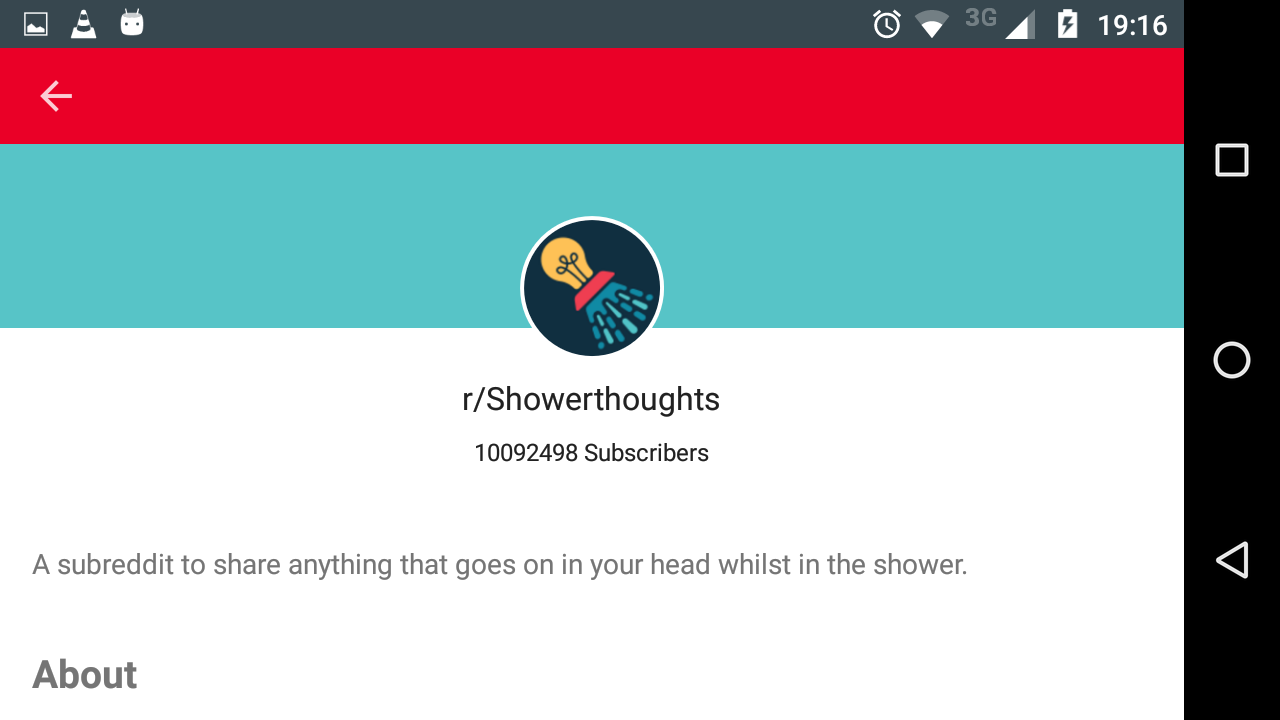 3G 19:16
r/Showerthoughts
10092498 Subscribers
A subreddit to share anything that goes on in your head whilst in the shower.
About